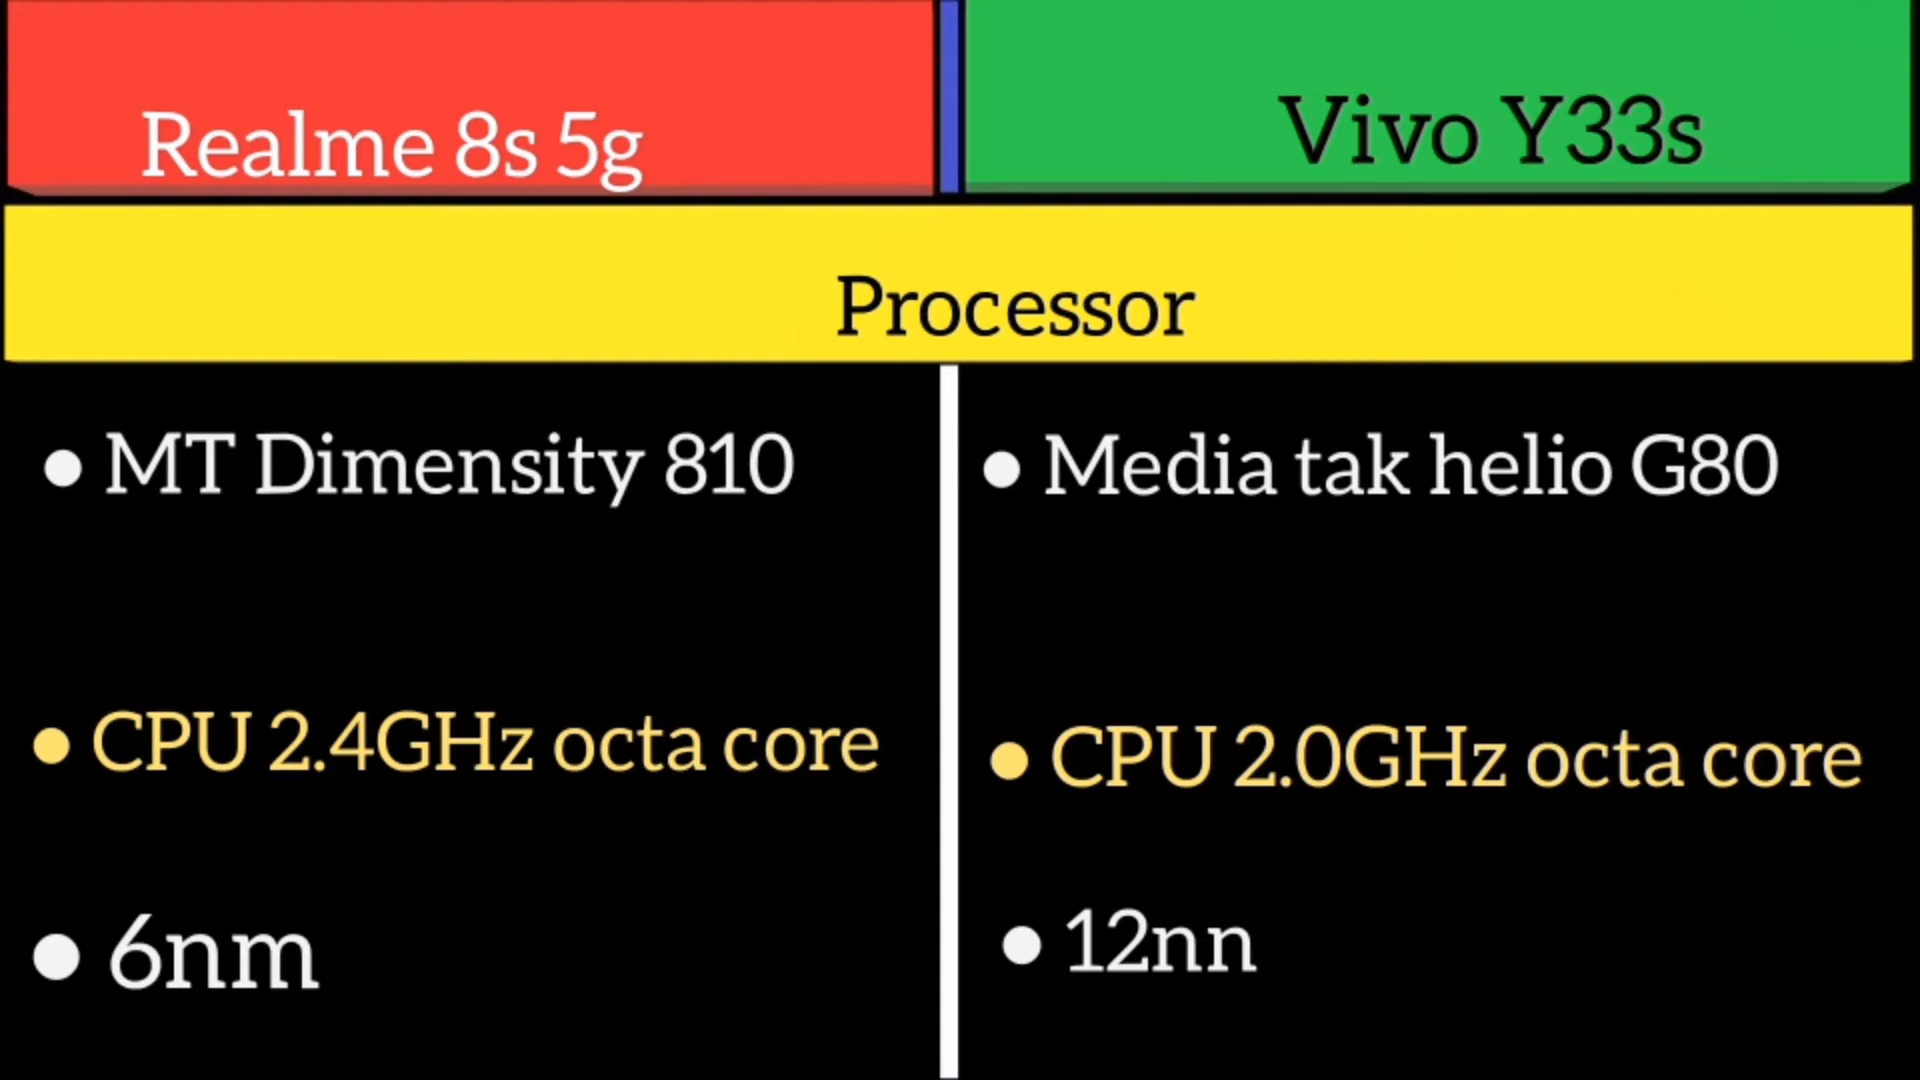 Realme 8s 5g
Vivo Y33s
Processor
• MT Dimensity 810
• Media tak helio G80
• CPU 2.4GHz octa core
• CPU 2.0GHz octa core
• 6nm
• 12nn